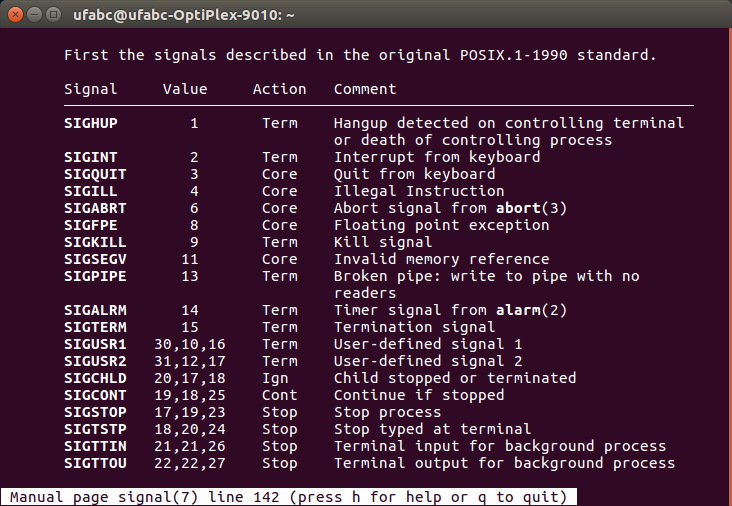 ufabc@ufabc-OptiPlex-9010: ~
First the signals described in the original POSIX.1-1990 standard.
Signal Value Action Comment
SIGHUP 1 Term Hangup detected on controlling terminal
or death of controlling process
SIGINT 2 Term Interrupt from keyboard
SIGQUIT 3 Core Quit from keyboard
SIGILL 4 Core Illegal Instruction
SIGABRT 6 Core Abort signal from abort(3)
SIGFPE 8 Core Floating point exception
SIGKILL 9 Term Kill signal
SIGSEGV 11 Core Invalid memory reference
SIGPIPE 13 Term Broken pipe: write to pipe with no
readers
SIGALRM 14 Term Timer signal from alarm(2)
SIGTERM 15 Term Termination signal
SIGUSR1 30,10,16 Term User-defined signal 1
SIGUSR2 31,12,17 Term User-defined signal 2
SIGCHLD 20,17,18 Ign Child stopped or terminated
SIGCONT 19,18,25 Cont Continue if stopped
SIGSTOP 17,19,23 Stop Stop process
SIGTSTP 18,20,24 Stop Stop typed at terminal
SIGTTIN 21,21,26 Stop Terminal input for background process
SIGTTOU 22,22,27 Stop Terminal output for background process
Manual page signal(7) line 142 (press h for help or q to quit)